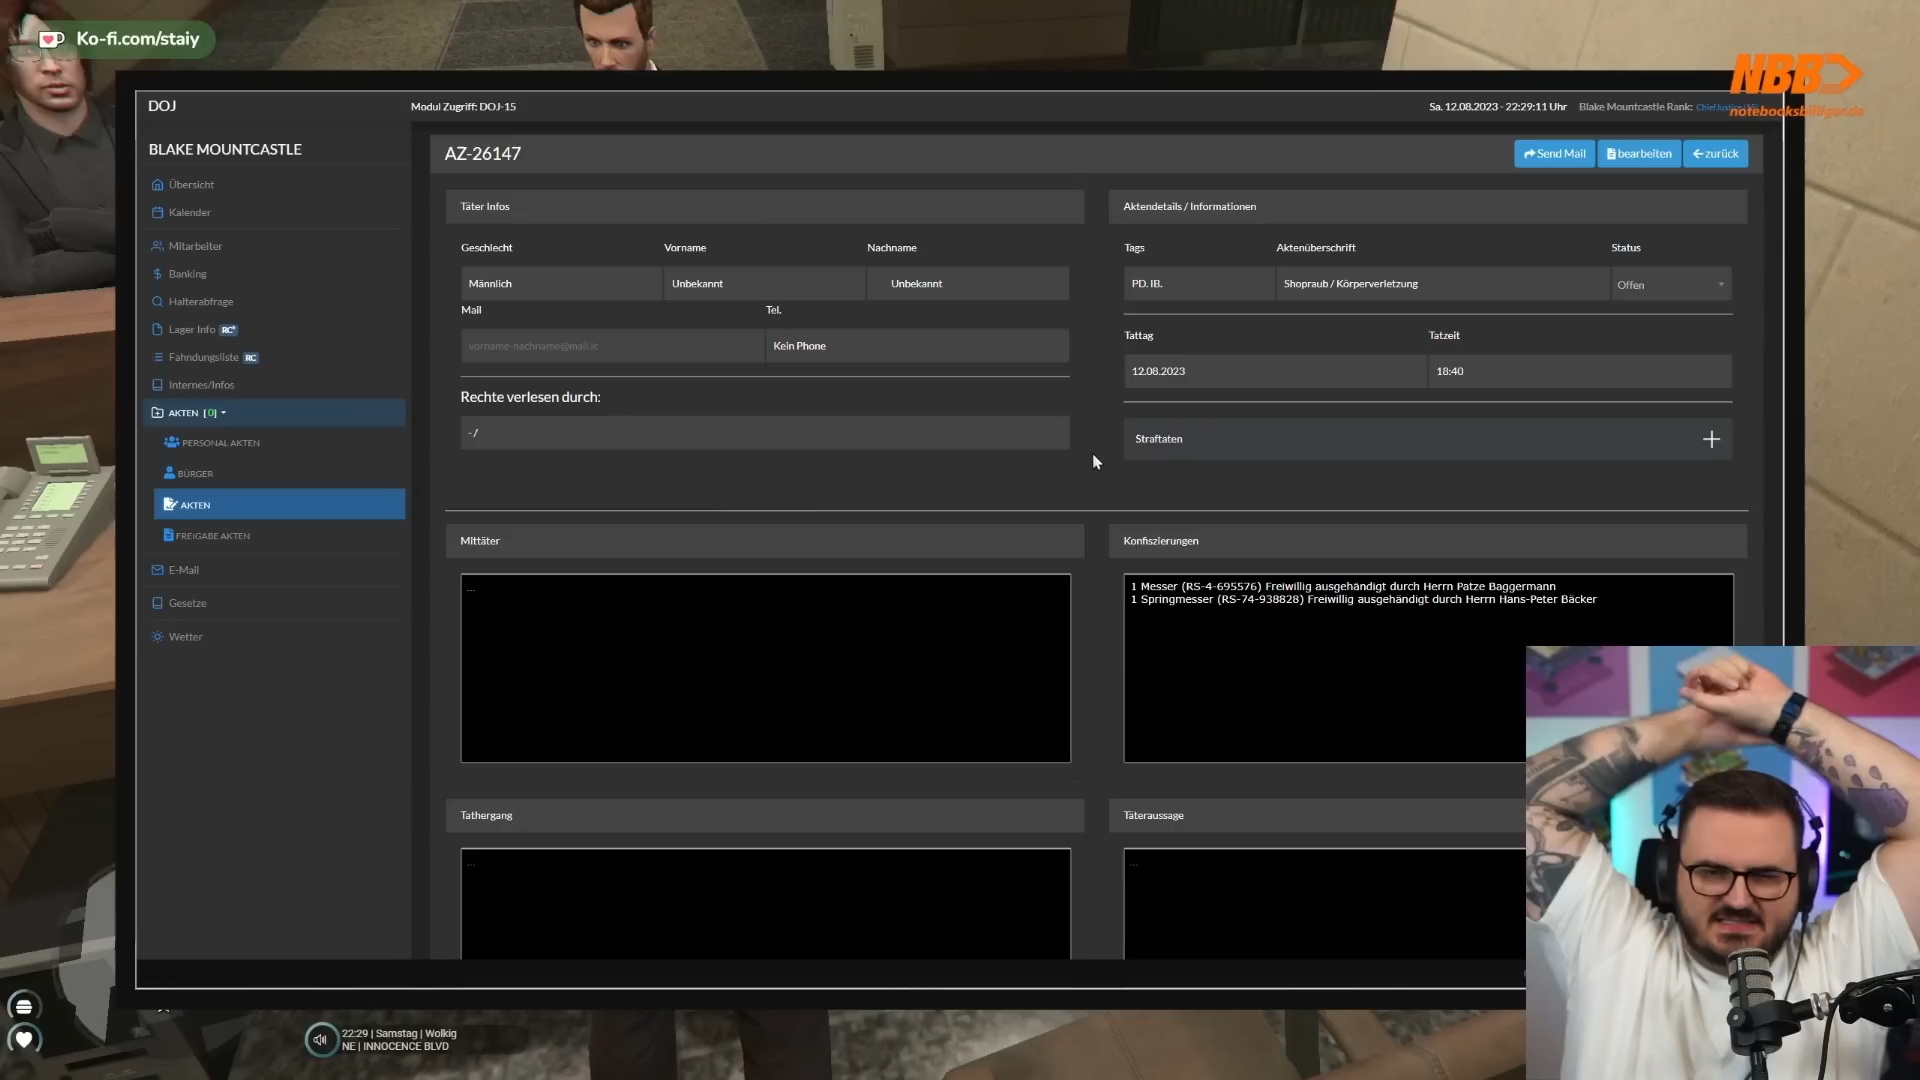 Ko-fi.com/staiy
NBB
notebooksbilliger.de
DOJ
Modul Zugriff: DOJ-15
Sa. 12.08.2023 - 22:29:11 Uhr
Blake Mountcastle Rank:
BLAKE MOUNTCASTLE
Übersicht
Kalender
Mitarbeiter
Banking
Halterabfrage
Lager Info RC*
Fahndungsliste RC
Internes/Infos
AKTEN [0]
PERSONAL AKTEN
BÜRGER
AKTEN
FREIGABE AKTEN
E-Mail
Gesetze
Wetter
AZ-26147
Send Mail
bearbeiten
zurück
Täter Infos
Geschlecht Vorname Nachname
Männlich Unbekannt Unbekannt
Mail Tel.
vorname-nachname@mail.lc Kein Phone
Rechte verlesen durch:
- /
Aktendetails / Informationen
Tags Aktenüberschrift Status
PD. IB. Shopraub / Körperverletzung Offen
Tattag Tatzeit
12.08.2023 18:40
Straftaten
Mittäter
...
Konfiszierungen
1 Messer (RS-4-695576) Freiwillig ausgehändigt durch Herrn Patze Baggermann
1 Springmesser (RS-74-938828) Freiwillig ausgehändigt durch Herrn Hans-Peter Bäcker
Tathergang
...
Täteraussage
...
22:29 | Samstag | Wolkig
NE | INNOCENCE BLVD